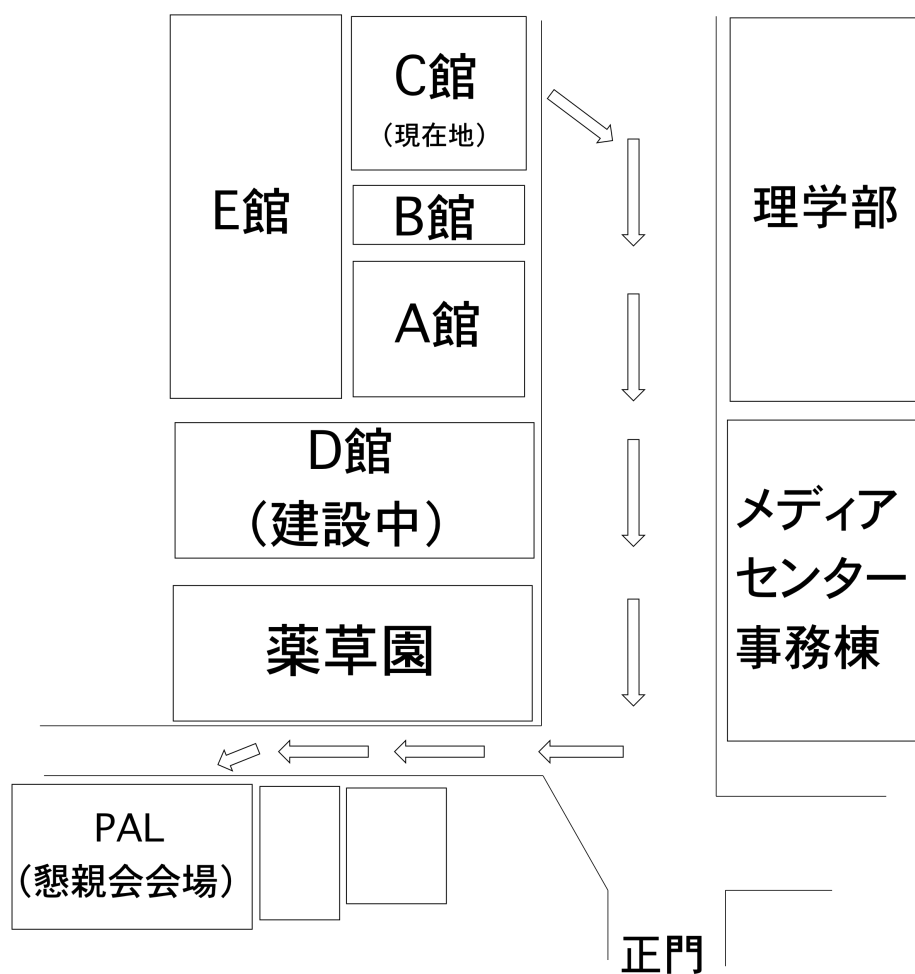 C館
(現在地)
E館
B館
理学部
A館
D館
(建設中)
メディア
センター
事務棟
薬草園
PAL
(懇親会会場)
正門